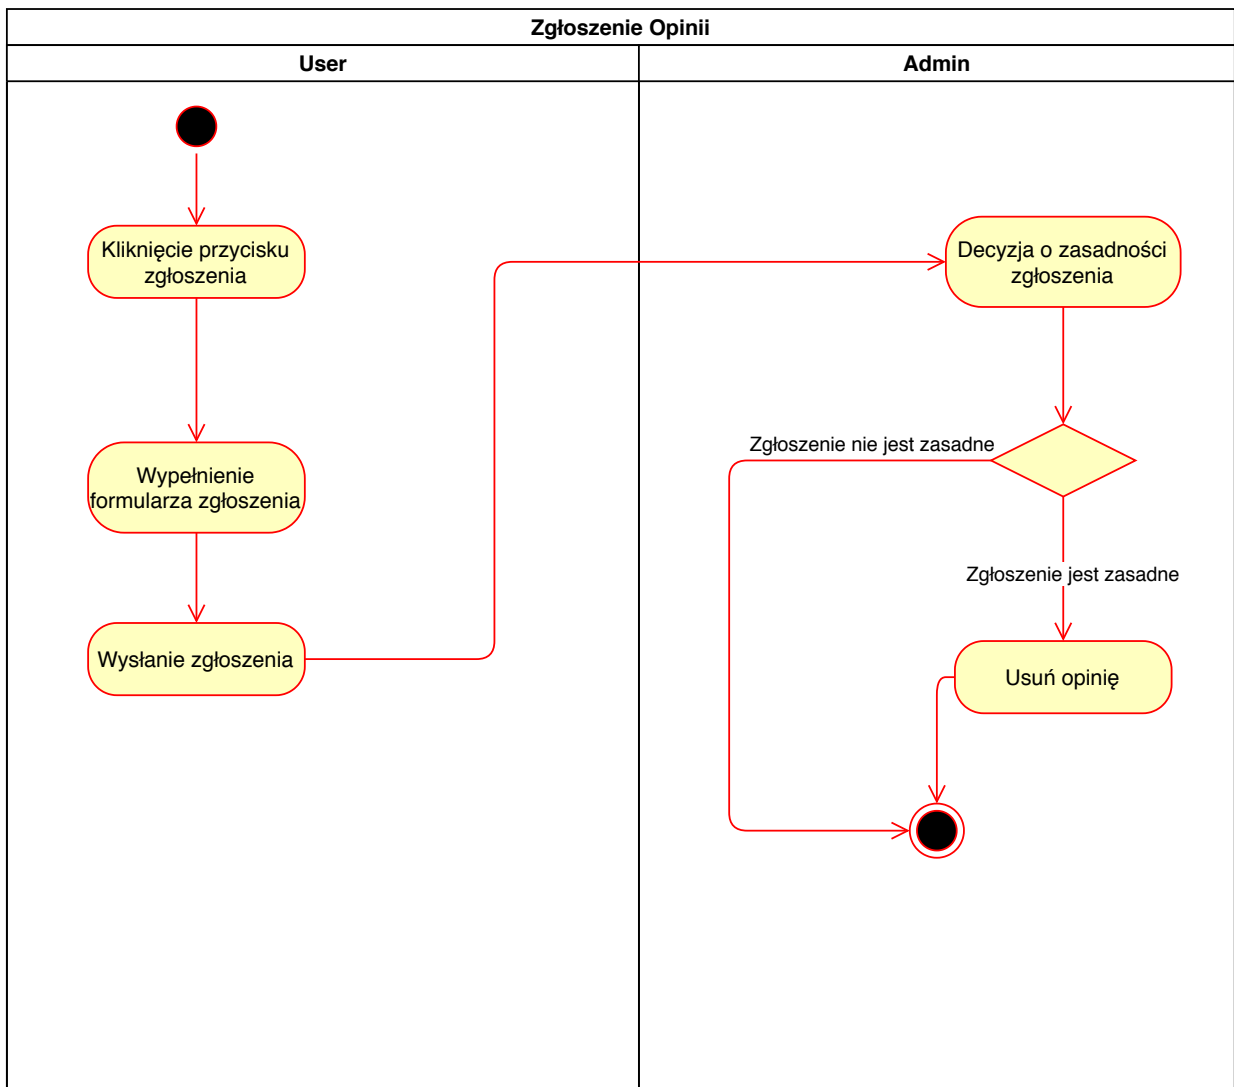 Zgłoszenie Opinii
User
Admin
Kliknięcie przycisku
zgłoszenia
Decyzja o zasadności
zgłoszenia
Zgłoszenie nie jest zasadne
Wypełnienie
formularza zgłoszenia
Zgłoszenie jest zasadne
Wysłanie zgłoszenia
Usuń opinię